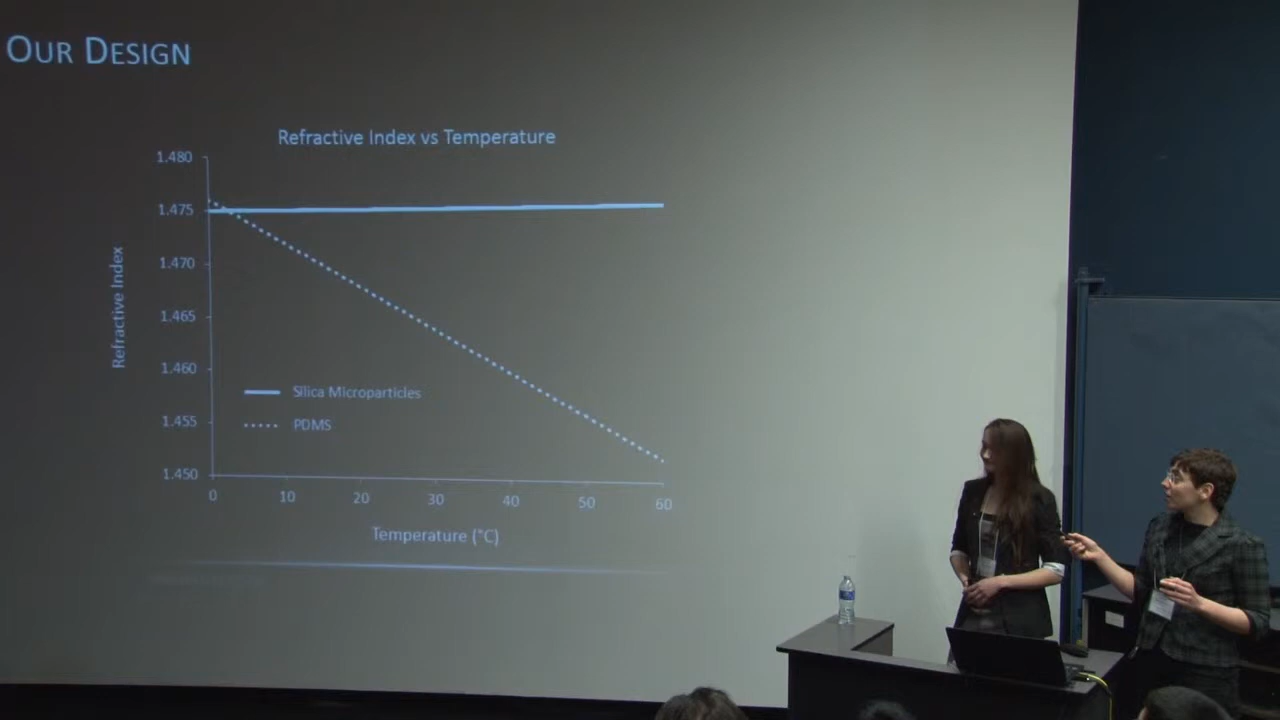 OUR DESIGN
Refractive Index vs Temperature
1.480
1.475
1.470
1.465
1.460
1.455
1.450
Refractive Index
Silica Microparticles
PDMS
0 10 20 30 40 50 60
Temperature (°C)